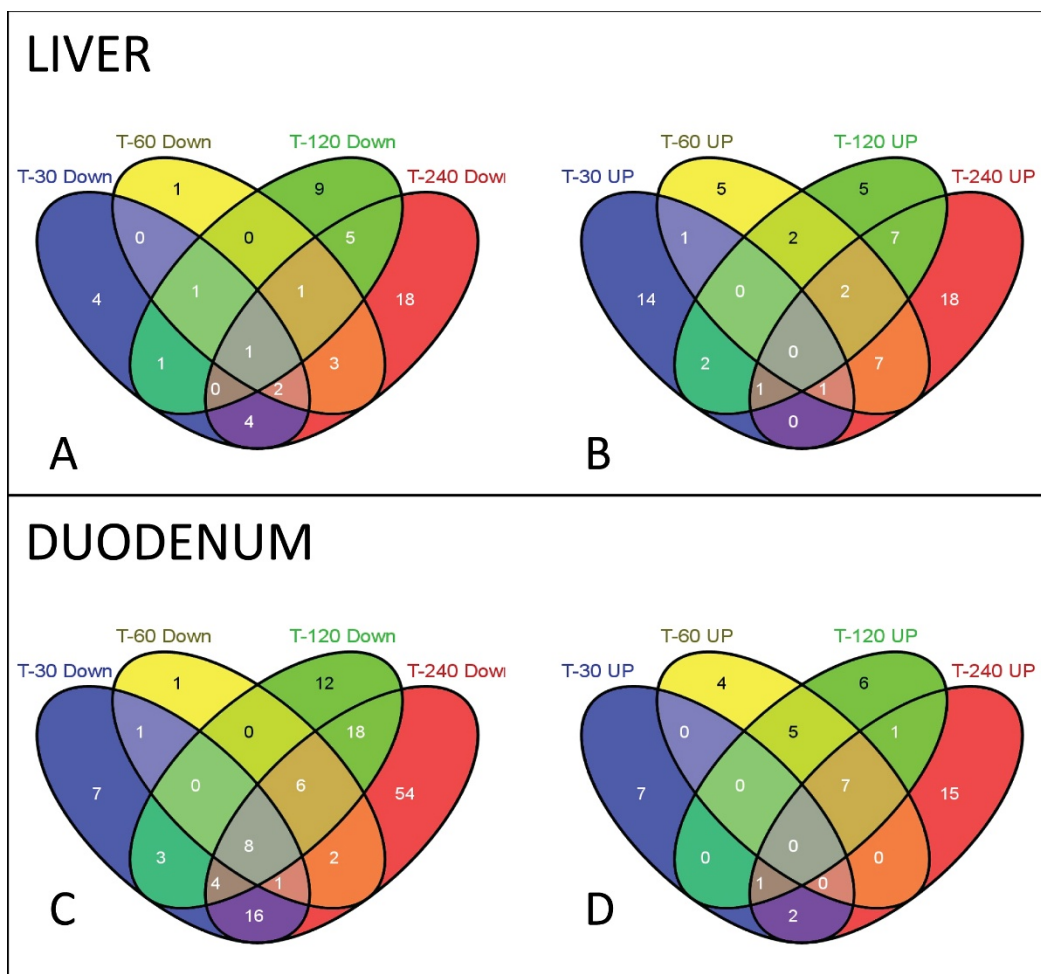 LIVER
T-60 Down T-120 Down
T-30 Down T-240 Down
1 9
0 0 5
4 1 1 18
1 1 3
0 2
4
A
T-60 UP T-120 UP
T-30 UP T-240 UP
5 5
1 2 7
14 0 2 18
2 0 7
1 1
0
B
DUODENUM
T-60 Down T-120 Down
T-30 Down T-240 Down
1 12
1 0 18
7 0 6 54
3 8 2
4 1
16
C
T-60 UP T-120 UP
T-30 UP T-240 UP
4 6
0 5 1
7 0 7 15
0 0 0
1 0
2
D